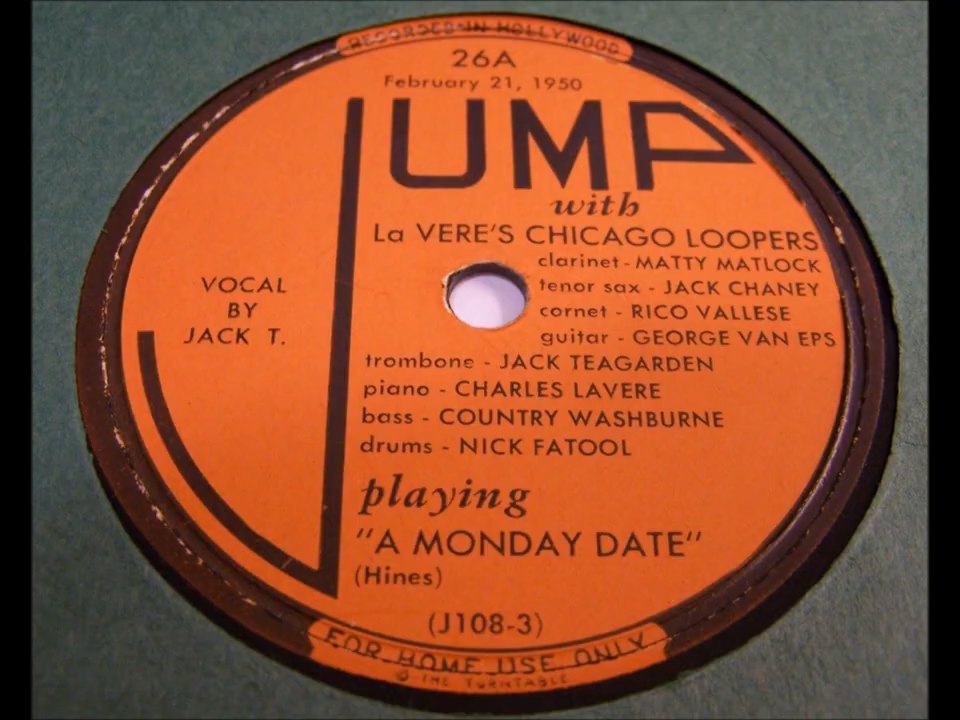 RECORDED IN HOLLYWOOD
26A
February 21, 1950
JUMP
with
La VERE'S CHICAGO LOOPERS
clarinet - MATTY MATLOCK
tenor sax - JACK CHANEY
cornet - RICO VALLESE
guitar - GEORGE VAN EPS
trombone - JACK TEAGARDEN
piano - CHARLES LAVERE
bass - COUNTRY WASHBURNE
drums - NICK FATOOL
VOCAL
BY
JACK T.
playing
"A MONDAY DATE"
(Hines)
(J108-3)
FOR HOME USE ONLY
© THE TURNTABLE